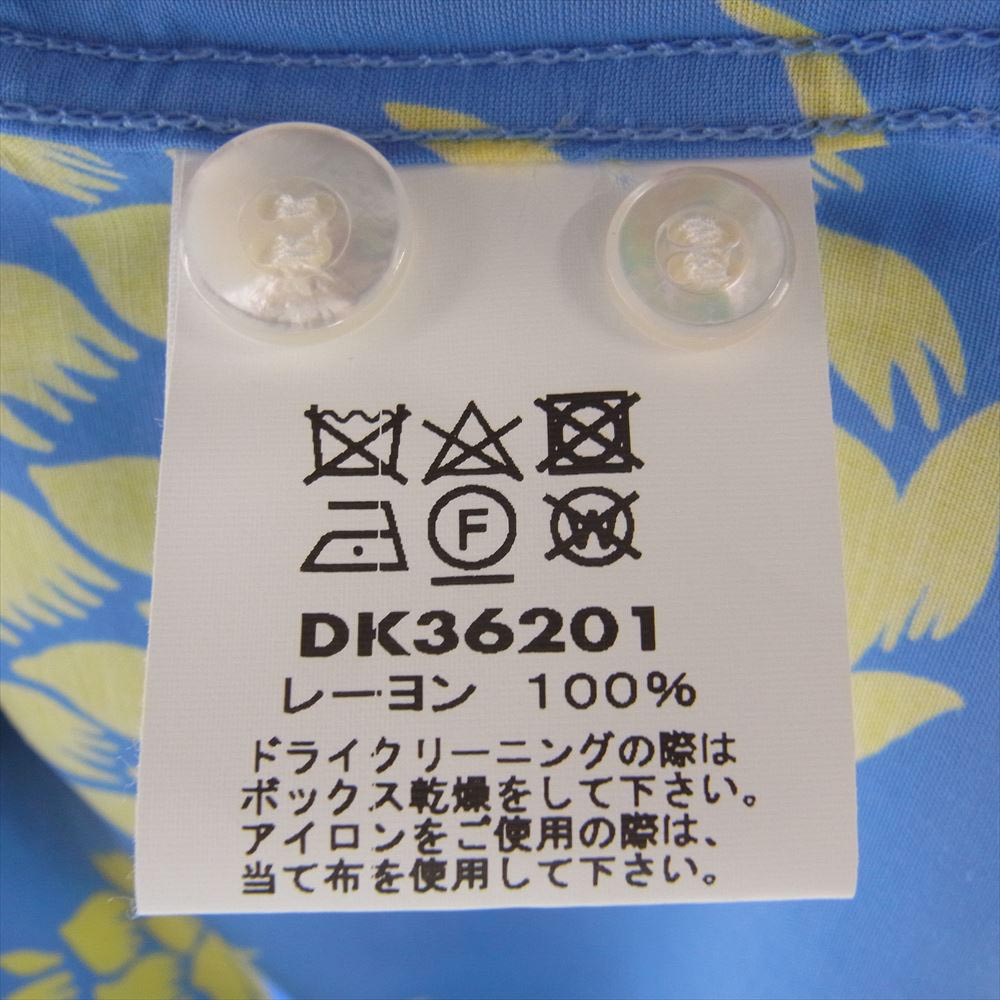 F W
DK36201
レーヨン 100%
ドライクリーニングの際は
ボックス乾燥をして下さい。
アイロンをご使用の際は、
当て布を使用して下さい。